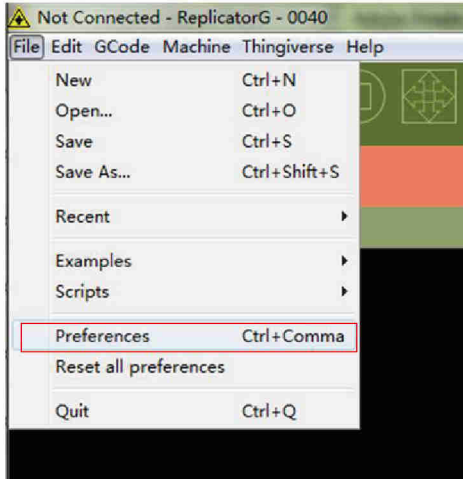 Not Connected - ReplicatorG - 0040
File Edit GCode Machine Thingiverse Help
New Ctrl+N
Open... Ctrl+O
Save Ctrl+S
Save As... Ctrl+Shift+S
Recent
Examples
Scripts
Preferences Ctrl+Comma
Reset all preferences
Quit Ctrl+Q